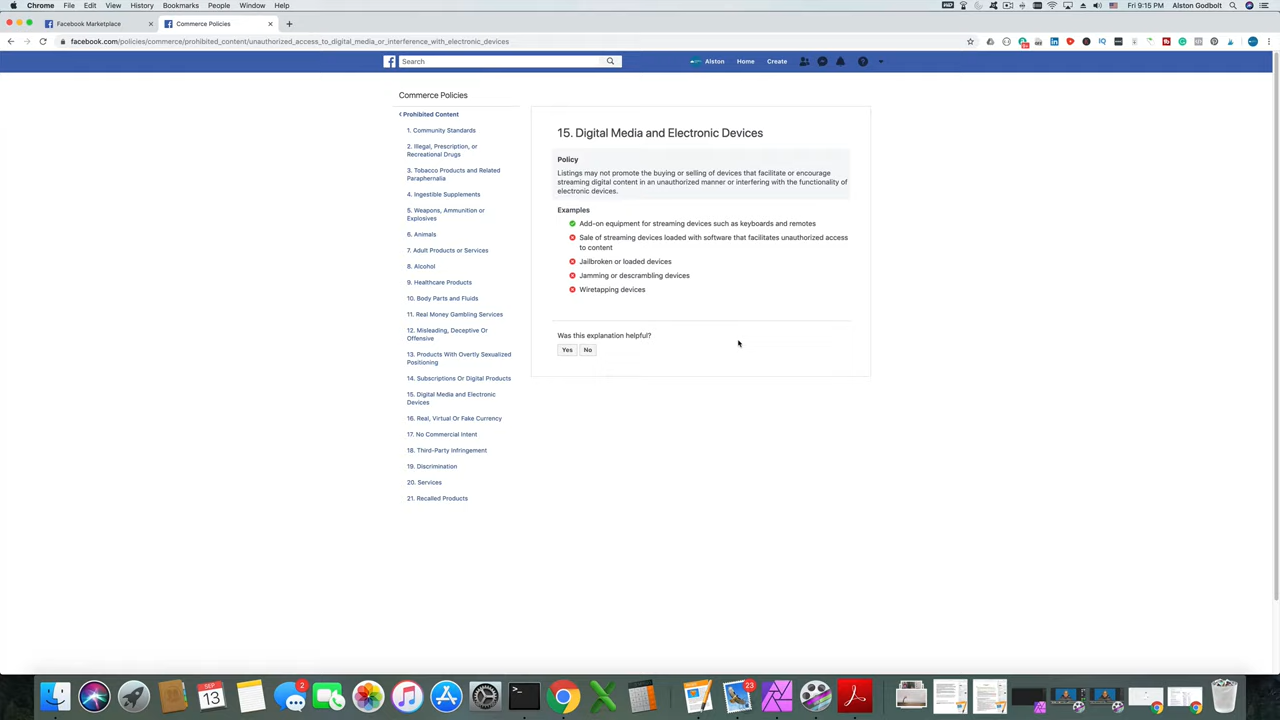 Chrome File Edit View History Bookmarks People Window Help
Fri 9:15 PM Alston Godbolt
Facebook Marketplace
Commerce Policies
facebook.com/policies/commerce/prohibited_content/unauthorized_access_to_digital_media_or_interference_with_electronic_devices
Search
Alston Home Create
Commerce Policies
Prohibited Content
1. Community Standards
2. Illegal, Prescription, or
Recreational Drugs
3. Tobacco Products and Related
Paraphernalia
4. Ingestible Supplements
5. Weapons, Ammunition or
Explosives
6. Animals
7. Adult Products or Services
8. Alcohol
9. Healthcare Products
10. Body Parts and Fluids
11. Real Money Gambling Services
12. Misleading, Deceptive Or
Offensive
13. Products With Overtly Sexualized
Positioning
14. Subscriptions Or Digital Products
15. Digital Media and Electronic
Devices
16. Real, Virtual Or Fake Currency
17. No Commercial Intent
18. Third-Party Infringement
19. Discrimination
20. Services
21. Recalled Products
15. Digital Media and Electronic Devices
Policy
Listings may not promote the buying or selling of devices that facilitate or encourage
streaming digital content in an unauthorized manner or interfering with the functionality of
electronic devices.
Examples
Add-on equipment for streaming devices such as keyboards and remotes
Sale of streaming devices loaded with software that facilitates unauthorized access
to content
Jailbroken or loaded devices
Jamming or descrambling devices
Wiretapping devices
Was this explanation helpful?
Yes No
SEP
13
2
23